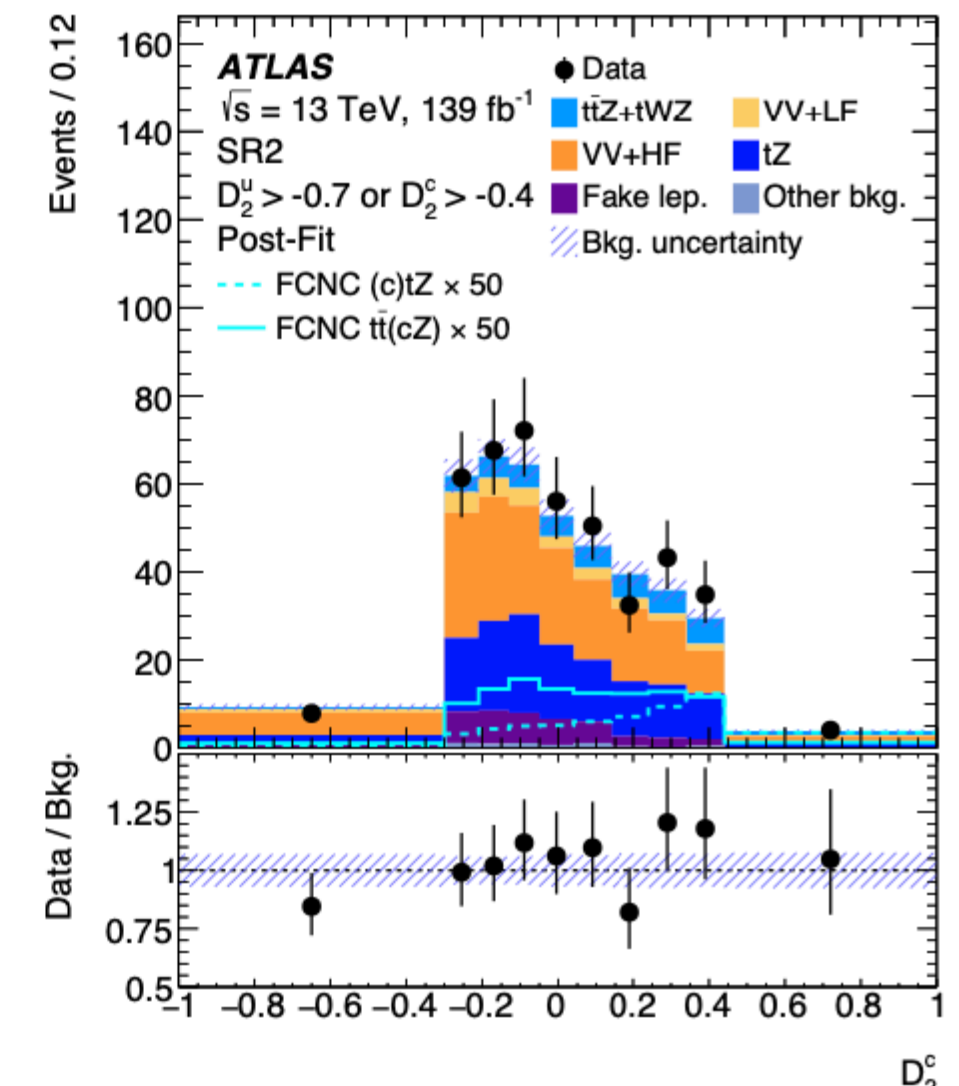 Events / 0.12
160
140
120
100
80
60
40
20
0
ATLAS
√s = 13 TeV, 139 fb⁻¹
SR2
D₂ᵘ > -0.7 or D₂ᶜ > -0.4
Post-Fit
FCNC (c)tZ × 50
FCNC tt̄(cZ) × 50
Data
tt̄Z+tWZ
VV+LF
VV+HF
tZ
Fake lep.
Other bkg.
Bkg. uncertainty
Data / Bkg.
1.25
1
0.75
0.5
−1 −0.8 −0.6 −0.4 −0.2 0 0.2 0.4 0.6 0.8 1
D₂ᶜ